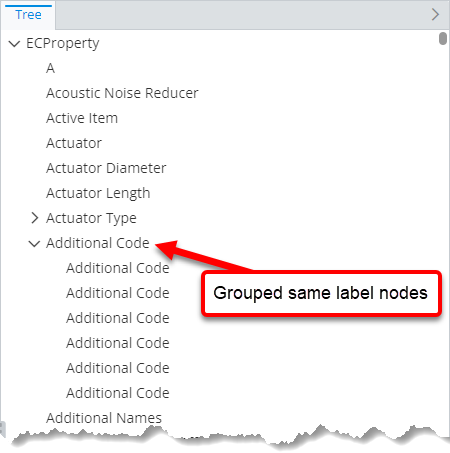 Tree
ECProperty
A
Acoustic Noise Reducer
Active Item
Actuator
Actuator Diameter
Actuator Length
Actuator Type
Additional Code
Additional Code
Additional Code
Grouped same label nodes
Additional Code
Additional Code
Additional Code
Additional Code
Additional Names